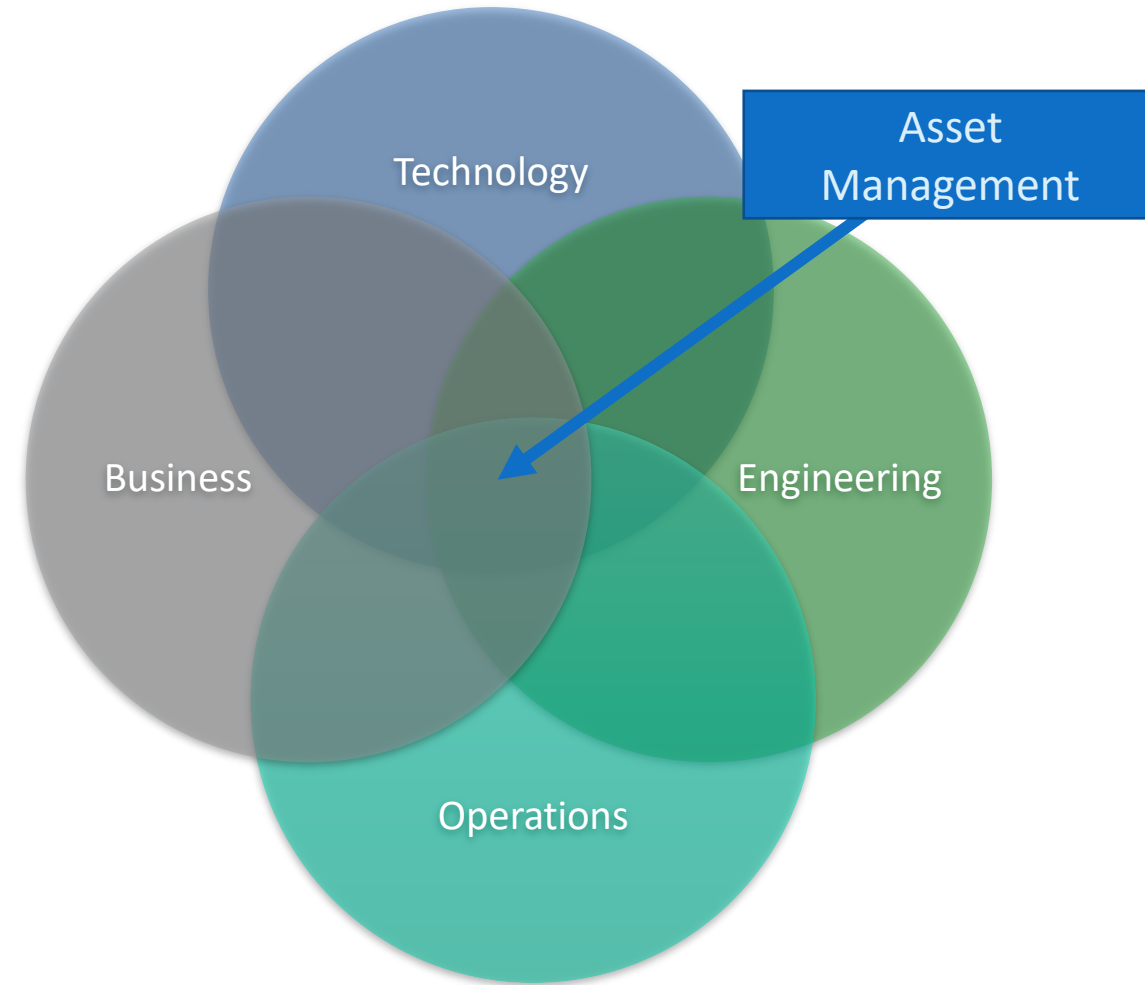 Technology
Asset
Management
Business
Engineering
Operations